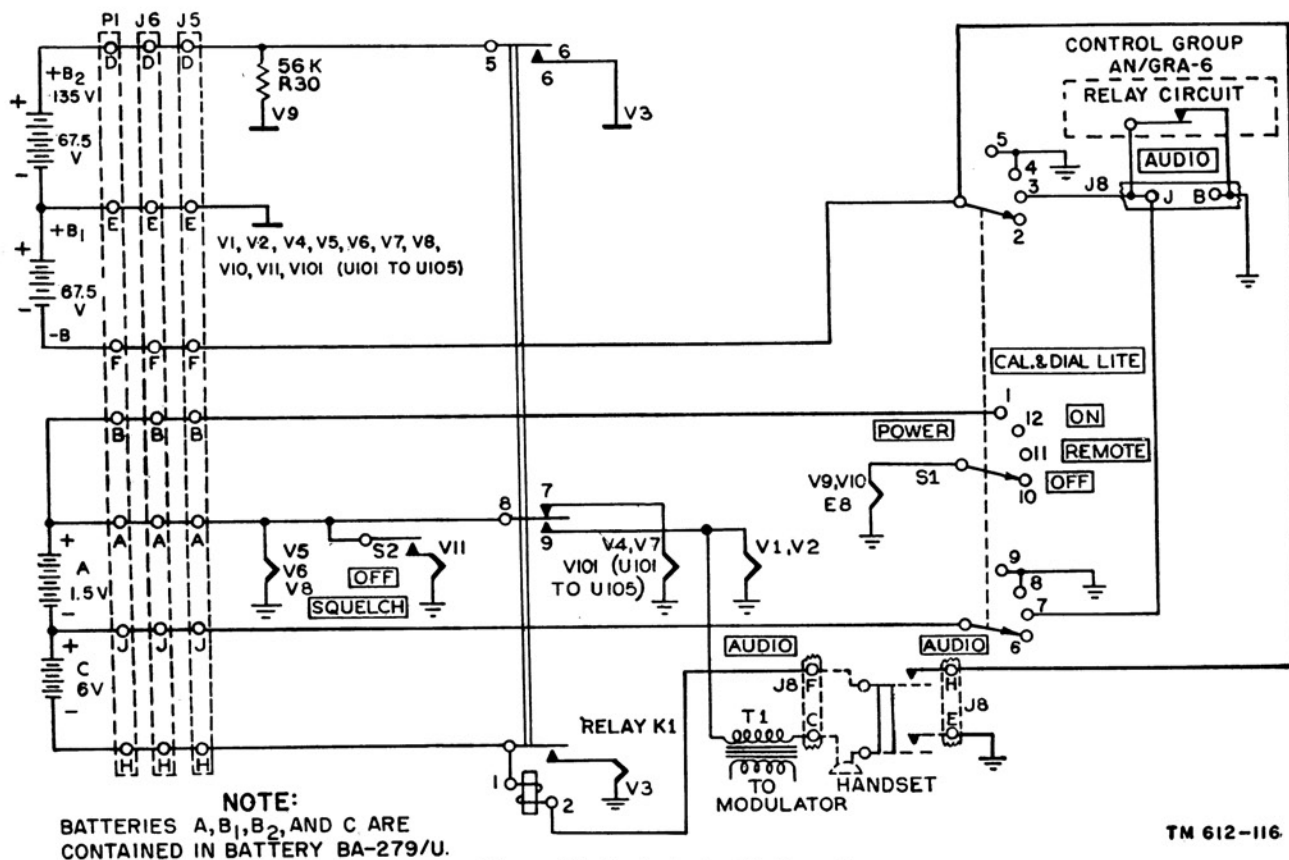 P1 J6 J5
D D D
+B2
135 V
+
67.5
V
-
56 K
R30
V9
5
6
6
V3
CONTROL GROUP
AN/GRA-6
RELAY CIRCUIT
AUDIO
5
4
3
2
J8
J
B
E E E
+B1
+
67.5
V
-
-B
V1, V2, V4, V5, V6, V7, V8,
V10, V11, V101 (U101 TO U105)
F F F
CAL.&DIAL LITE
B B B
1
12 ON
11 REMOTE
10 OFF
POWER
S1
V9,V10
E8
A A A
+
A
1.5V
-
V5
V6
V8
S2
OFF
SQUELCH
V11
8
7
9
V4, V7
V101 (U101
TO U105)
V1, V2
9
8
7
6
J J J
+
C
6V
-
AUDIO
AUDIO
J8
F
C
H
E
J8
T1
TO
MODULATOR
HANDSET
H H H
RELAY K1
1
2
V3
NOTE:
BATTERIES A,B1,B2, AND C ARE
CONTAINED IN BATTERY BA-279/U.
TM 612-116